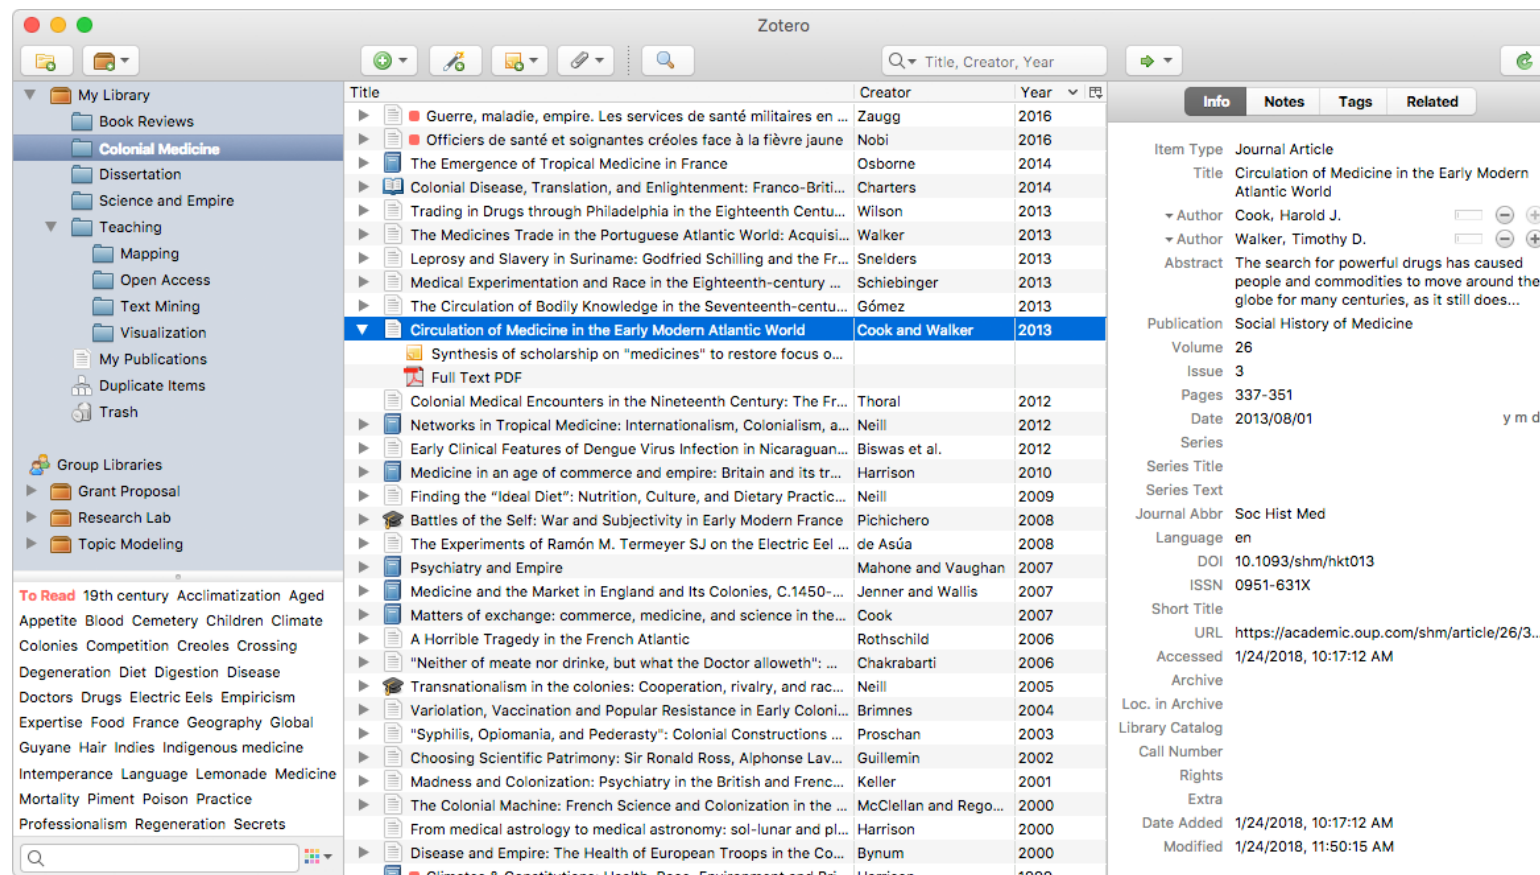 Zotero
Title, Creator, Year
My Library
Book Reviews
Colonial Medicine
Dissertation
Science and Empire
Teaching
Mapping
Open Access
Text Mining
Visualization
My Publications
Duplicate Items
Trash
Group Libraries
Grant Proposal
Research Lab
Topic Modeling
To Read 19th century Acclimatization Aged
Appetite Blood Cemetery Children Climate
Colonies Competition Creoles Crossing
Degeneration Diet Digestion Disease
Doctors Drugs Electric Eels Empiricism
Expertise Food France Geography Global
Guyane Hair Indies Indigenous medicine
Intemperance Language Lemonade Medicine
Mortality Piment Poison Practice
Professionalism Regeneration Secrets
Title Creator Year
Guerre, maladie, empire. Les services de santé militaires en ... Zaugg 2016
Officiers de santé et soignantes créoles face à la fièvre jaune Nobi 2016
The Emergence of Tropical Medicine in France Osborne 2014
Colonial Disease, Translation, and Enlightenment: Franco-Briti... Charters 2014
Trading in Drugs through Philadelphia in the Eighteenth Centu... Wilson 2013
The Medicines Trade in the Portuguese Atlantic World: Acquisi... Walker 2013
Leprosy and Slavery in Suriname: Godfried Schilling and the Fr... Snelders 2013
Medical Experimentation and Race in the Eighteenth-century ... Schiebinger 2013
The Circulation of Bodily Knowledge in the Seventeenth-centu... Gómez 2013
Circulation of Medicine in the Early Modern Atlantic World Cook and Walker 2013
Synthesis of scholarship on "medicines" to restore focus o...
Full Text PDF
Colonial Medical Encounters in the Nineteenth Century: The Fr... Thoral 2012
Networks in Tropical Medicine: Internationalism, Colonialism, a... Neill 2012
Early Clinical Features of Dengue Virus Infection in Nicaraguan... Biswas et al. 2012
Medicine in an age of commerce and empire: Britain and its tr... Harrison 2010
Finding the “Ideal Diet”: Nutrition, Culture, and Dietary Practic... Neill 2009
Battles of the Self: War and Subjectivity in Early Modern France Pichichero 2008
The Experiments of Ramón M. Termeyer SJ on the Electric Eel ... de Asúa 2008
Psychiatry and Empire Mahone and Vaughan 2007
Medicine and the Market in England and Its Colonies, C.1450-... Jenner and Wallis 2007
Matters of exchange: commerce, medicine, and science in the... Cook 2007
A Horrible Tragedy in the French Atlantic Rothschild 2006
"Neither of meate nor drinke, but what the Doctor alloweth": ... Chakrabarti 2006
Transnationalism in the colonies: Cooperation, rivalry, and rac... Neill 2005
Variolation, Vaccination and Popular Resistance in Early Coloni... Brimnes 2004
"Syphilis, Opiomania, and Pederasty": Colonial Constructions ... Proschan 2003
Choosing Scientific Patrimony: Sir Ronald Ross, Alphonse Lav... Guillemin 2002
Madness and Colonization: Psychiatry in the British and Frenc... Keller 2001
The Colonial Machine: French Science and Colonization in the ... McClellan and Rego... 2000
From medical astrology to medical astronomy: sol-lunar and pl... Harrison 2000
Disease and Empire: The Health of European Troops in the Co... Bynum 2000
Info Notes Tags Related
Item Type Journal Article
Title Circulation of Medicine in the Early Modern
Atlantic World
Author Cook, Harold J.
Author Walker, Timothy D.
Abstract The search for powerful drugs has caused
people and commodities to move around the
globe for many centuries, as it still does...
Publication Social History of Medicine
Volume 26
Issue 3
Pages 337-351
Date 2013/08/01 y m d
Series
Series Title
Series Text
Journal Abbr Soc Hist Med
Language en
DOI 10.1093/shm/hkt013
ISSN 0951-631X
Short Title
URL https://academic.oup.com/shm/article/26/3...
Accessed 1/24/2018, 10:17:12 AM
Archive
Loc. in Archive
Library Catalog
Call Number
Rights
Extra
Date Added 1/24/2018, 10:17:12 AM
Modified 1/24/2018, 11:50:15 AM